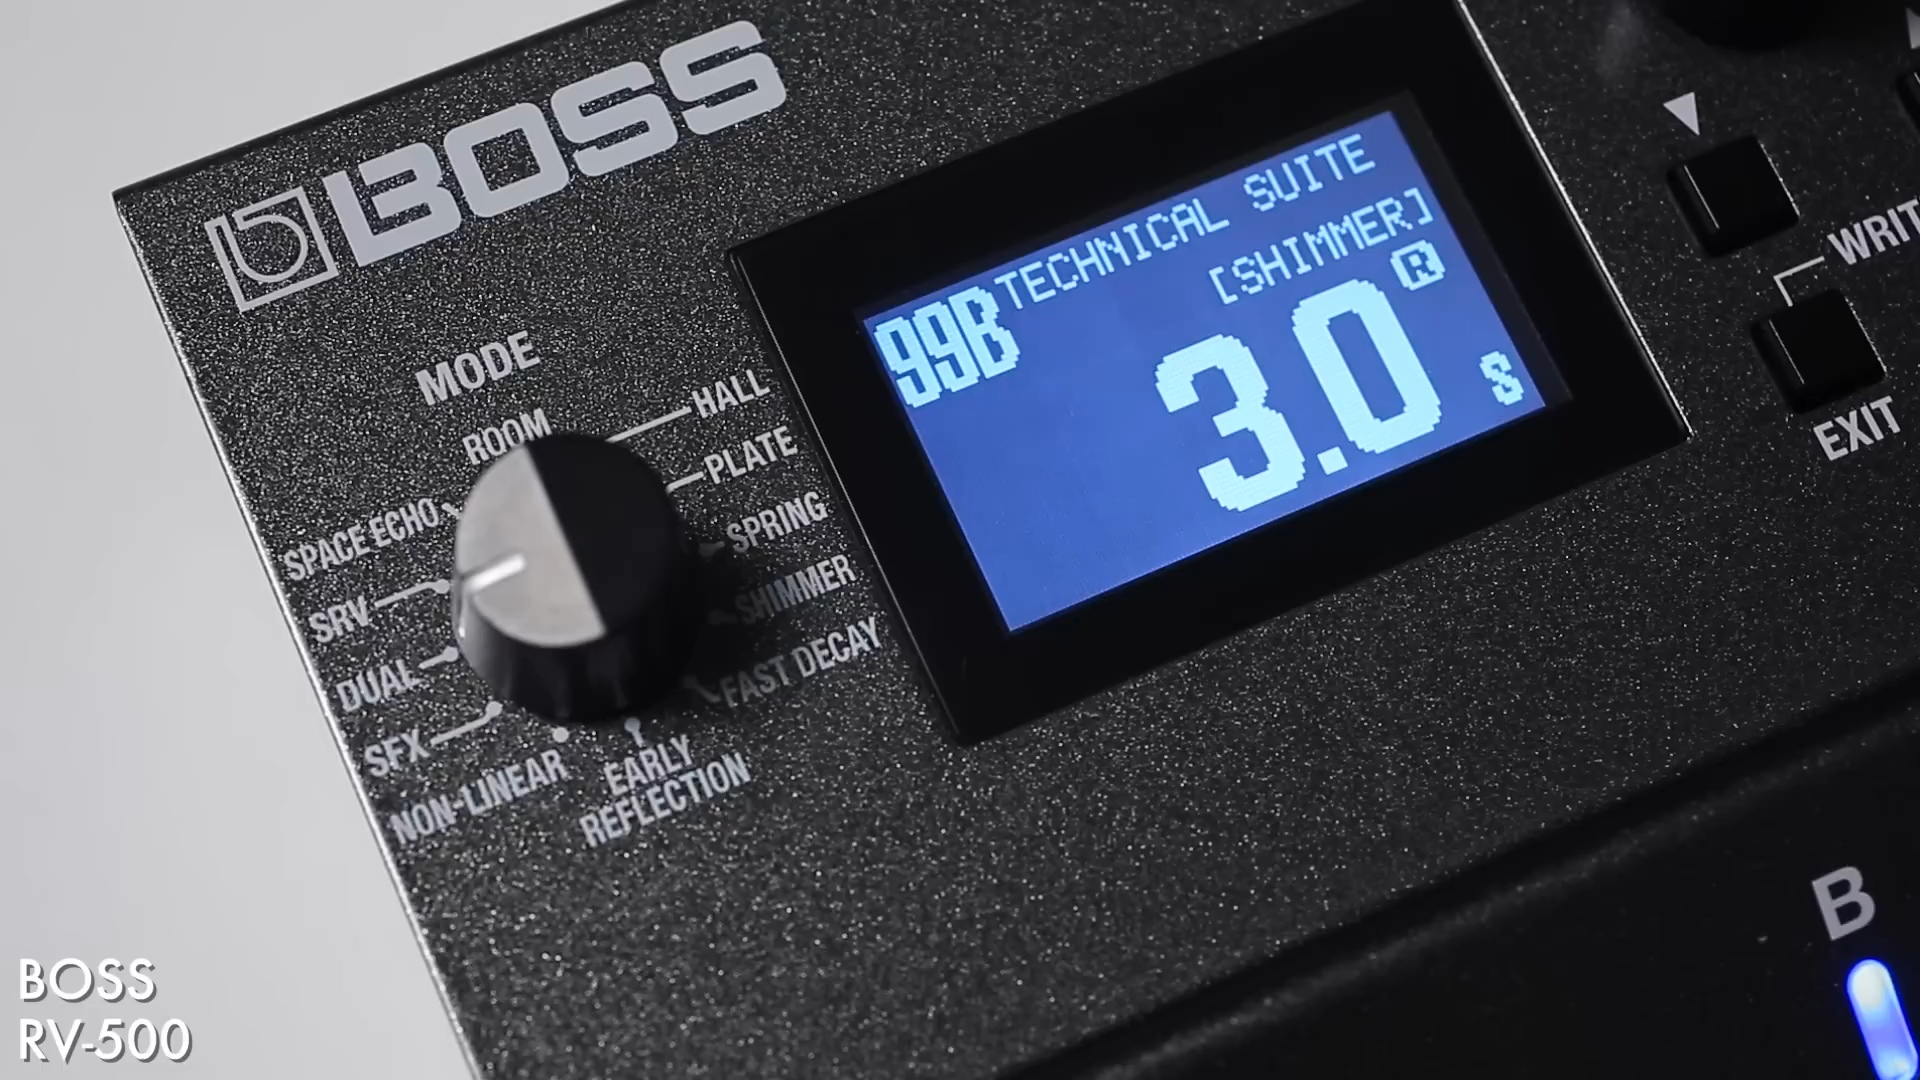 BOSS
TECHNICAL SUITE
[SHIMMER]
99B
R
3.0 s
WRIT
EXIT
MODE
ROOM
HALL
PLATE
SPRING
SHIMMER
FAST DECAY
EARLY
REFLECTION
NON-LINEAR
SFX
DUAL
SRV
SPACE ECHO
B
BOSS
RV-500